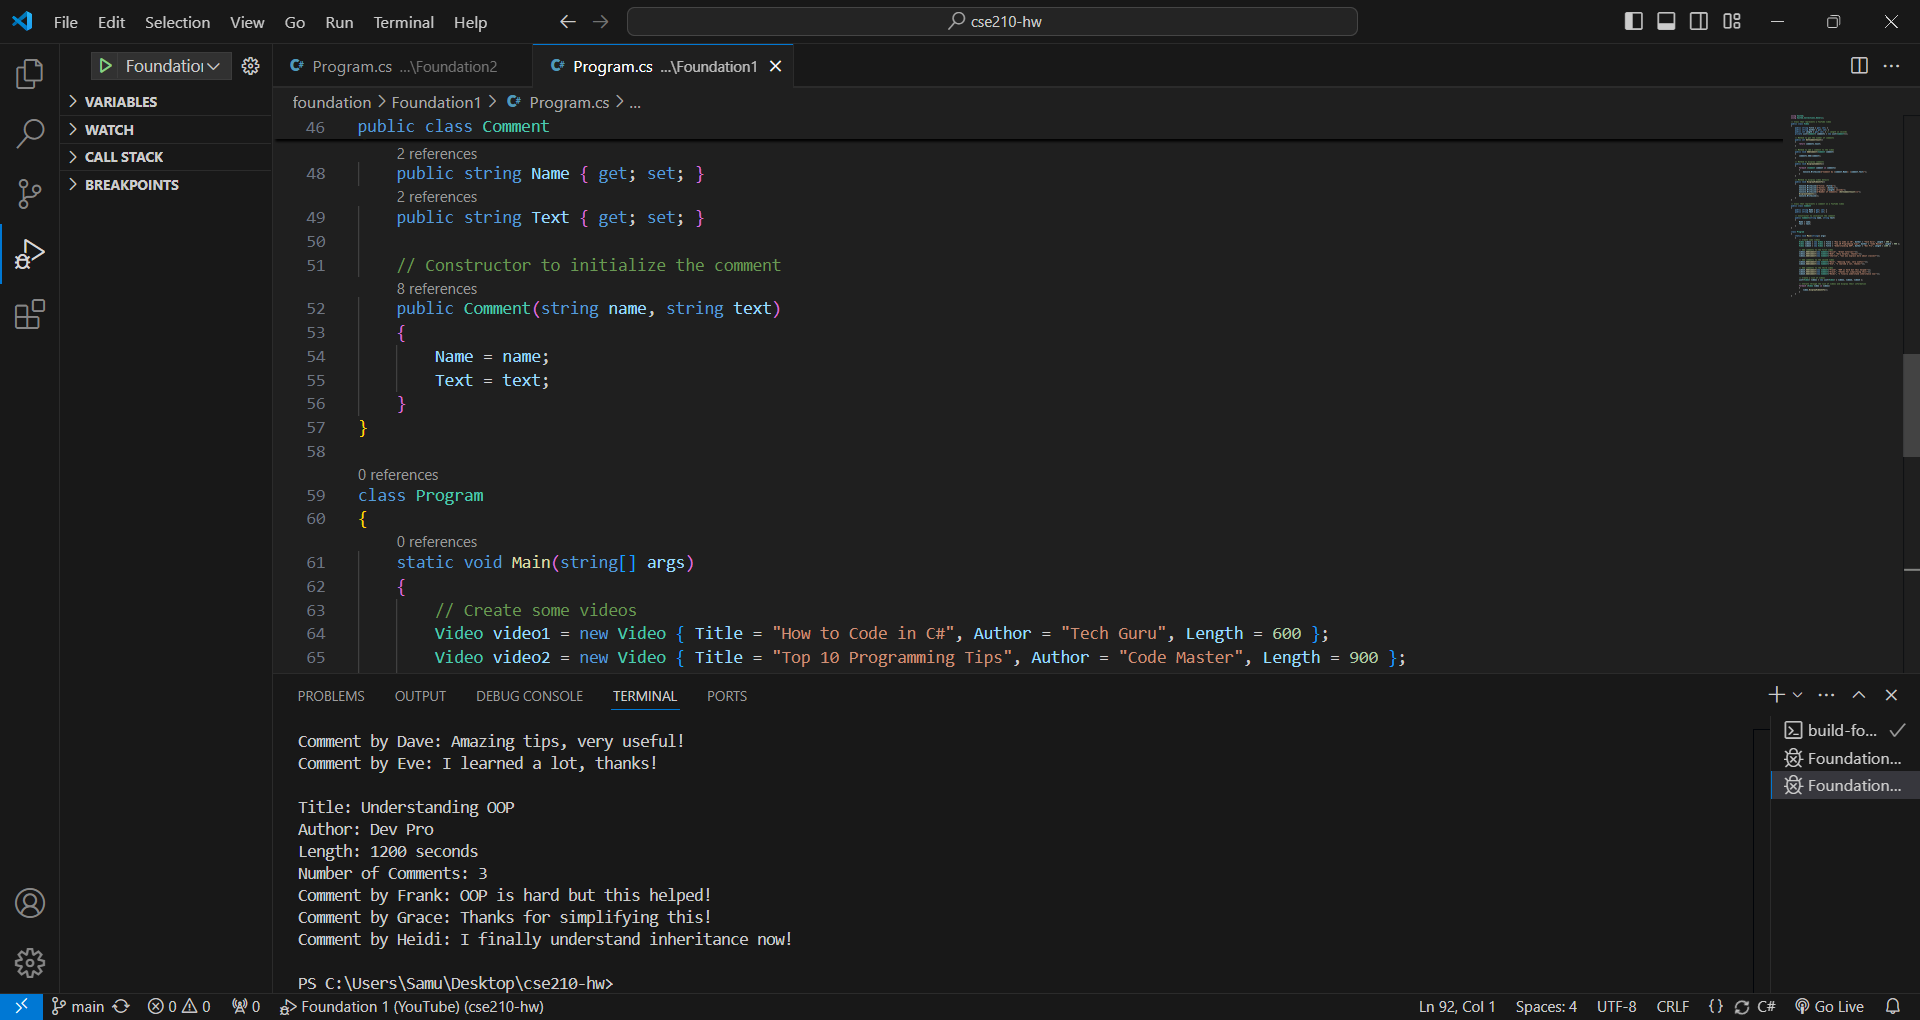 File Edit Selection View Go Run Terminal Help
cse210-hw
Foundatio
Program.cs ...\Foundation2
Program.cs ...\Foundation1
VARIABLES
WATCH
CALL STACK
BREAKPOINTS
foundation > Foundation1 > Program.cs > ...
46 public class Comment
2 references
48 public string Name { get; set; }
2 references
49 public string Text { get; set; }
50
51 // Constructor to initialize the comment
8 references
52 public Comment(string name, string text)
53 {
54 Name = name;
55 Text = text;
56 }
57 }
58
0 references
59 class Program
60 {
0 references
61 static void Main(string[] args)
62 {
63 // Create some videos
64 Video video1 = new Video { Title = "How to Code in C#", Author = "Tech Guru", Length = 600 };
65 Video video2 = new Video { Title = "Top 10 Programming Tips", Author = "Code Master", Length = 900 };
PROBLEMS OUTPUT DEBUG CONSOLE TERMINAL PORTS
Comment by Dave: Amazing tips, very useful!
Comment by Eve: I learned a lot, thanks!
Title: Understanding OOP
Author: Dev Pro
Length: 1200 seconds
Number of Comments: 3
Comment by Frank: OOP is hard but this helped!
Comment by Grace: Thanks for simplifying this!
Comment by Heidi: I finally understand inheritance now!
PS C:\Users\Samu\Desktop\cse210-hw>
build-fo...
Foundation...
Foundation...
main 0 0 0 Foundation 1 (YouTube) (cse210-hw)
Ln 92, Col 1 Spaces: 4 UTF-8 CRLF {} C# Go Live